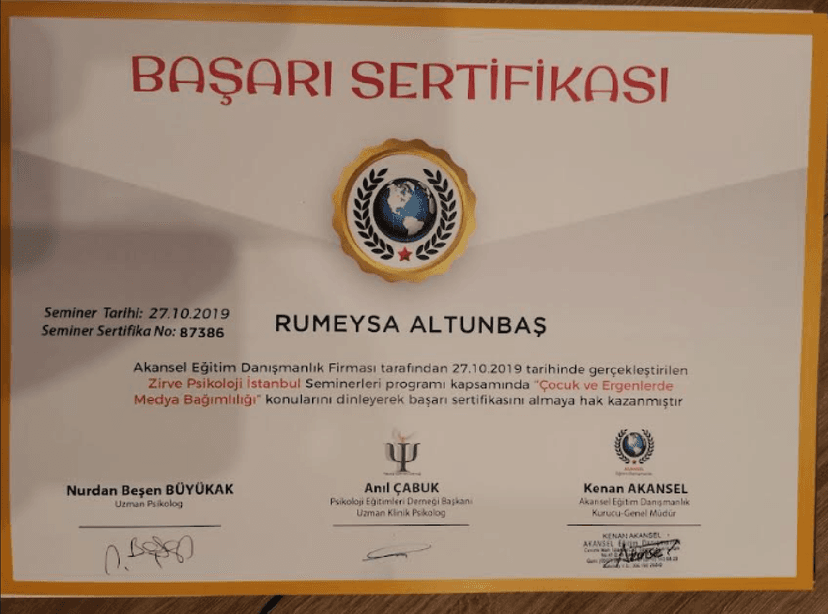 BAŞARI SERTİFİKASI
Seminer Tarihi: 27.10.2019
Seminer Sertifika No: 87386
RUMEYSA ALTUNBAŞ
Akansel Eğitim Danışmanlık Firması tarafından 27.10.2019 tarihinde gerçekleştirilen
Zirve Psikoloji İstanbul Seminerleri programı kapsamında "Çocuk ve Ergenlerde
Medya Bağımlılığı" konularını dinleyerek başarı sertifikasını almaya hak kazanmıştır
Nurdan Beşen BÜYÜKAK
Uzman Psikolog
Anıl ÇABUK
Psikoloji Eğitimleri Derneği Başkanı
Uzman Klinik Psikolog
Kenan AKANSEL
Akansel Eğitim Danışmanlık
Kurucu-Genel Müdür
KENAN AKANSEL
AKANSEL Eğitim